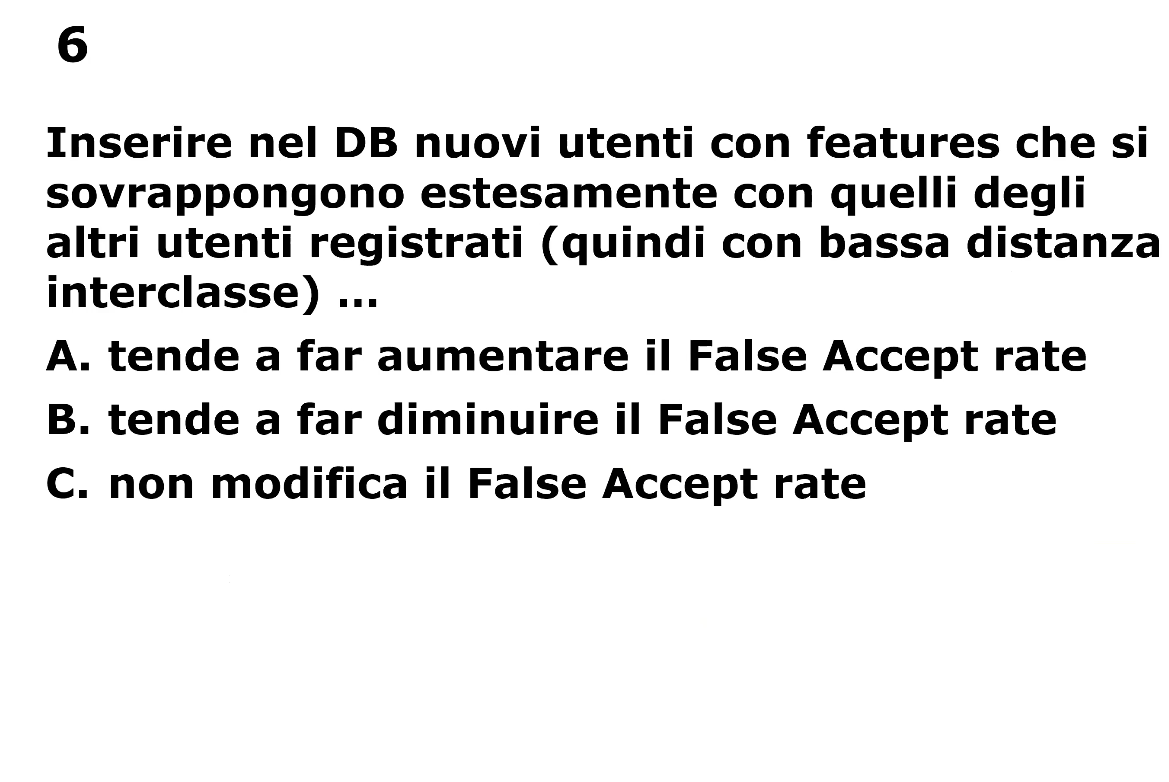 6
Inserire nel DB nuovi utenti con features che si
sovrappongono estesamente con quelli degli
altri utenti registrati (quindi con bassa distanza
interclasse) ...
A. tende a far aumentare il False Accept rate
B. tende a far diminuire il False Accept rate
C. non modifica il False Accept rate